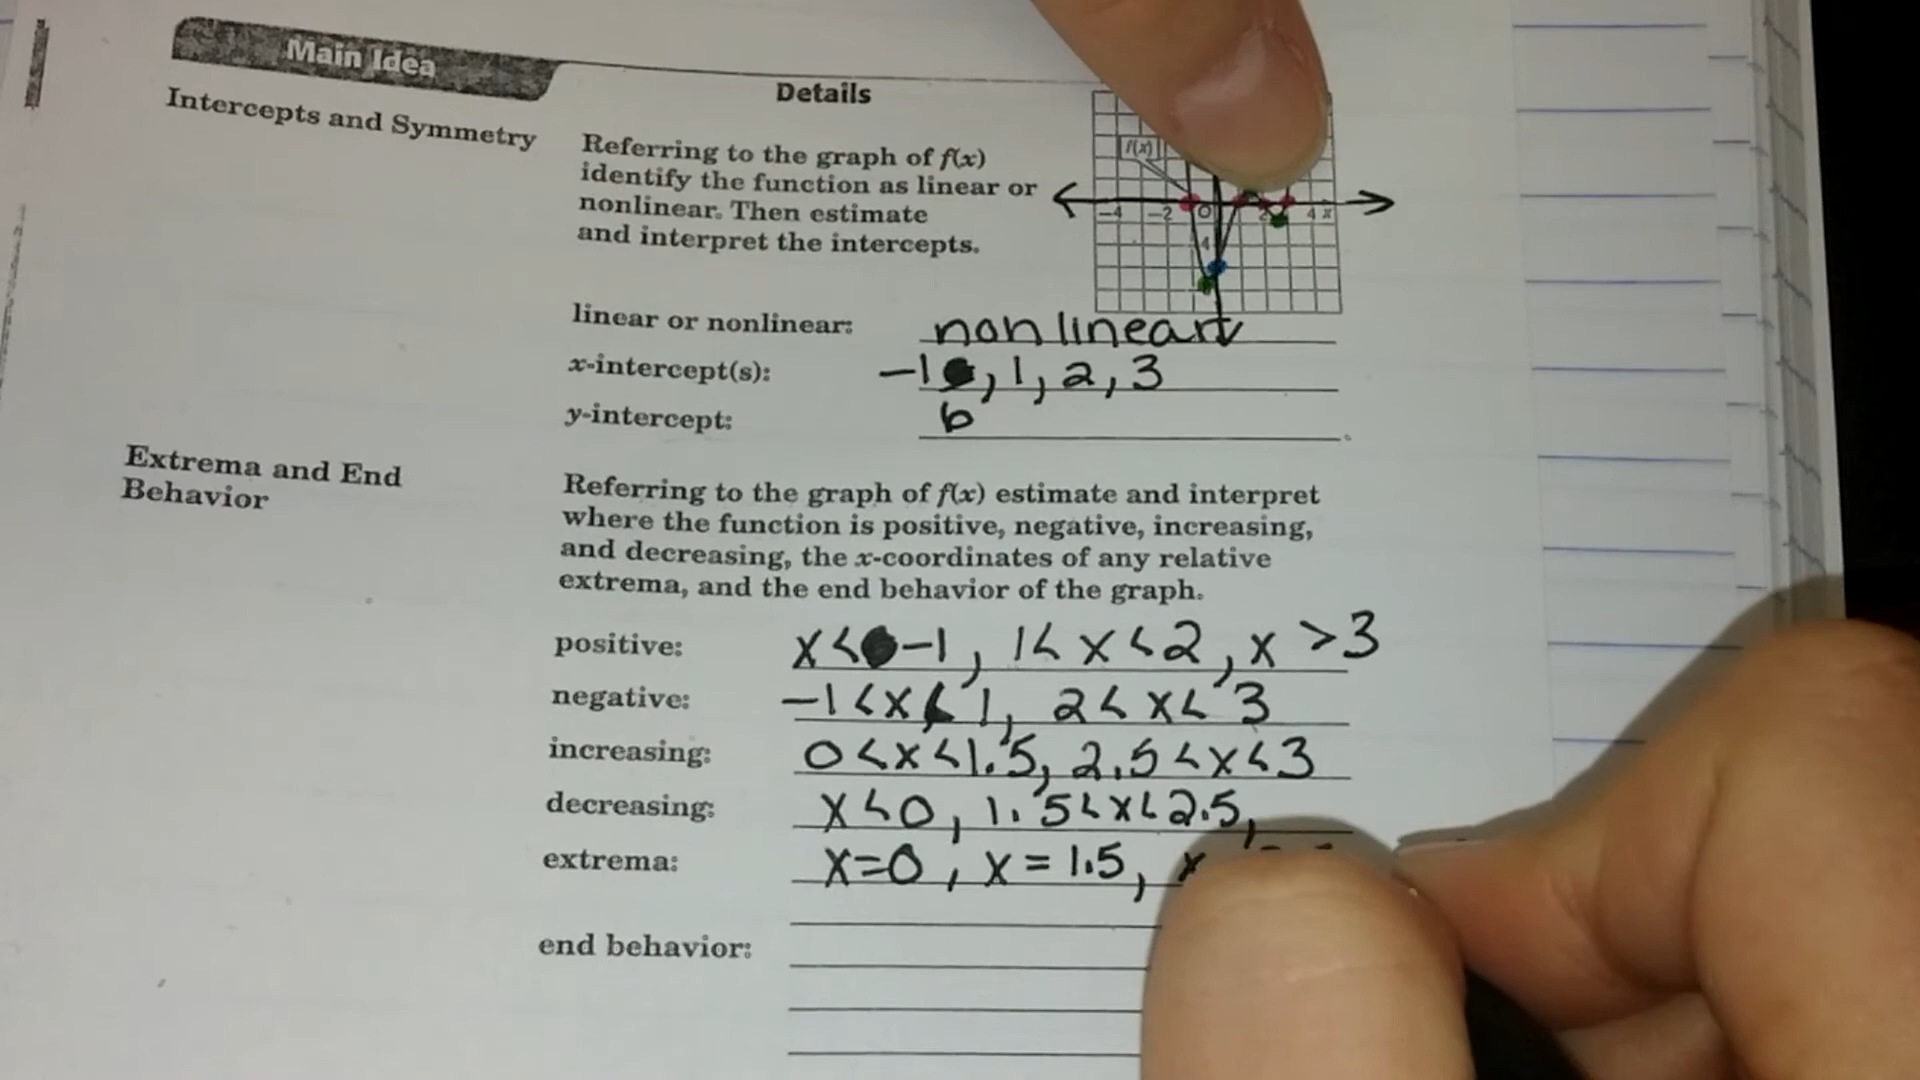 Main Idea
Details
Intercepts and Symmetry
Referring to the graph of f(x)
identify the function as linear or
nonlinear. Then estimate
and interpret the intercepts.
f(x)
-4 -2 O 2 4 x
4
linear or nonlinear: nonlinear
x-intercept(s): -1, 1, 2, 3
y-intercept: 6
Extrema and End
Behavior
Referring to the graph of f(x) estimate and interpret
where the function is positive, negative, increasing,
and decreasing, the x-coordinates of any relative
extrema, and the end behavior of the graph.
positive: x<-1, 1<x<2, x>3
negative: -1<x<1, 2<x<3
increasing: 0<x<1.5, 2.5<x<3
decreasing: x<0, 1.5<x<2.5,
extrema: x=0, x=1.5, x
end behavior: